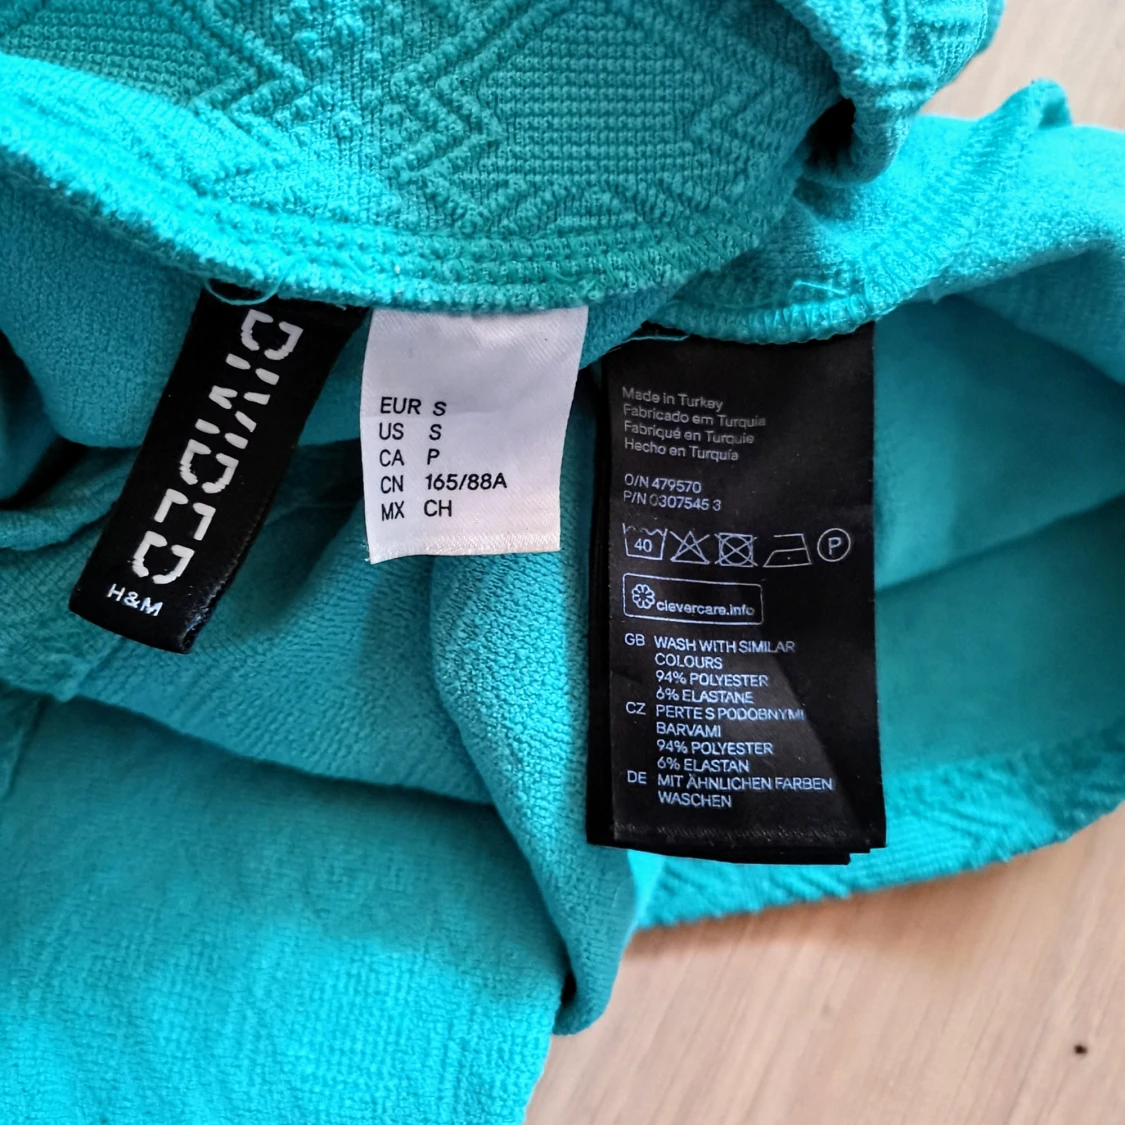 DIVIDED
H&M
EUR S
US S
CA P
CN 165/88A
MX CH
Made in Turkey
Fabricado em Turquia
Fabriqué en Turquie
Hecho en Turquía
O/N 479570
P/N 0307545 3
40 P
clevercare.info
GB WASH WITH SIMILAR
COLOURS
94% POLYESTER
6% ELASTANE
CZ PERTE S PODOBNYMI
BARVAMI
94% POLYESTER
6% ELASTAN
DE MIT ÄHNLICHEN FARBEN
WASCHEN